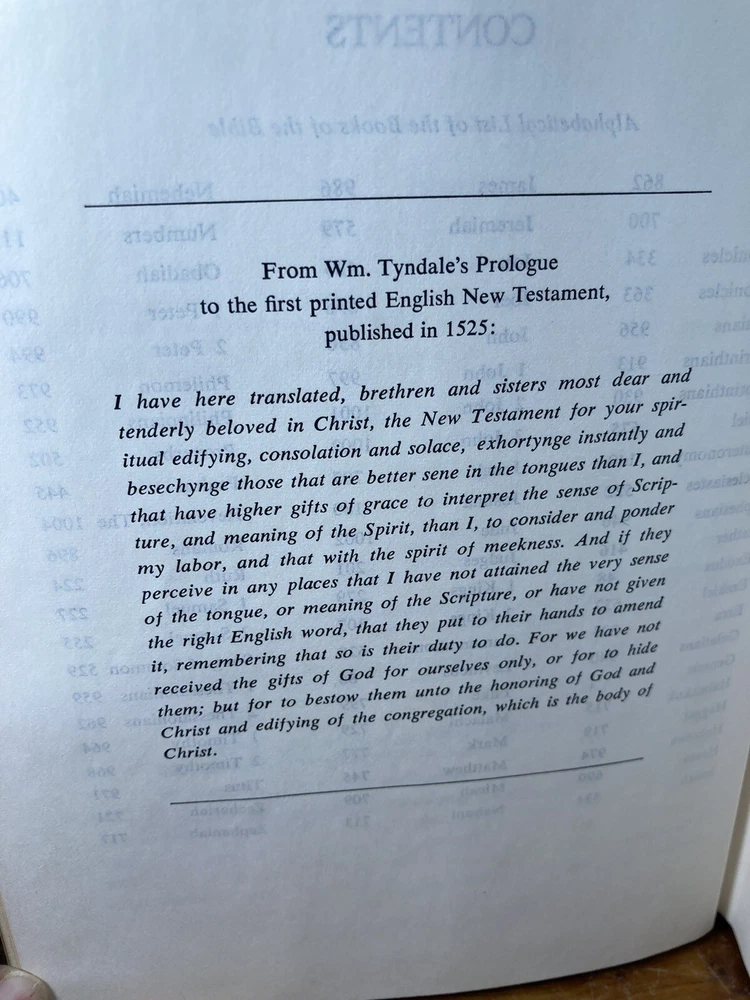 From Wm. Tyndale's Prologue
to the first printed English New Testament,
published in 1525:
I have here translated, brethren and sisters most dear and
tenderly beloved in Christ, the New Testament for your spir-
itual edifying, consolation and solace, exhortynge instantly and
besechynge those that are better sene in the tongues than I, and
that have higher gifts of grace to interpret the sense of Scrip-
ture, and meaning of the Spirit, than I, to consider and ponder
my labor, and that with the spirit of meekness. And if they
perceive in any places that I have not attained the very sense
of the tongue, or meaning of the Scripture, or have not given
the right English word, that they put to their hands to amend
it, remembering that so is their duty to do. For we have not
received the gifts of God for ourselves only, or for to hide
them; but for to bestow them unto the honoring of God and
Christ and edifying of the congregation, which is the body of
Christ.